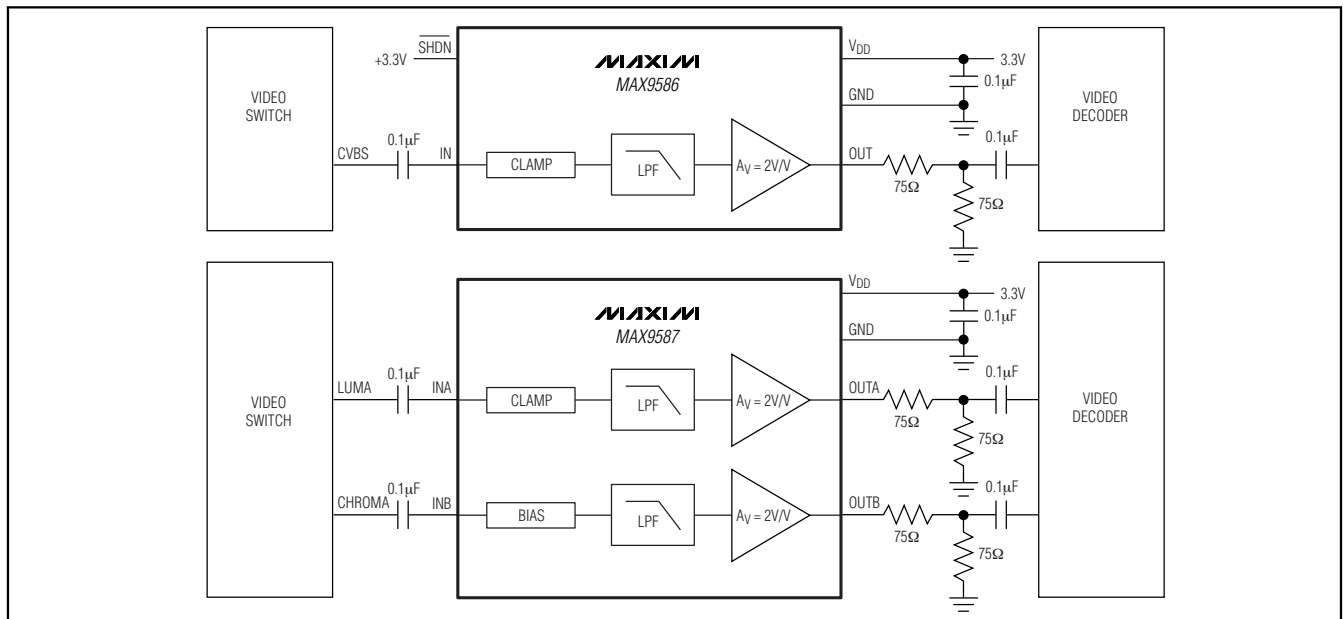 VIDEO
SWITCH
+3.3V
SHDN
MAXIM
MAX9586
CVBS
0.1µF
IN
CLAMP
LPF
AV = 2V/V
VDD
3.3V
0.1µF
GND
OUT
75Ω
75Ω
0.1µF
VIDEO
DECODER
VIDEO
SWITCH
MAXIM
MAX9587
VDD
3.3V
0.1µF
GND
LUMA
0.1µF
INA
CLAMP
LPF
AV = 2V/V
OUTA
75Ω
75Ω
0.1µF
VIDEO
DECODER
CHROMA
0.1µF
INB
BIAS
LPF
AV = 2V/V
OUTB
75Ω
75Ω
0.1µF